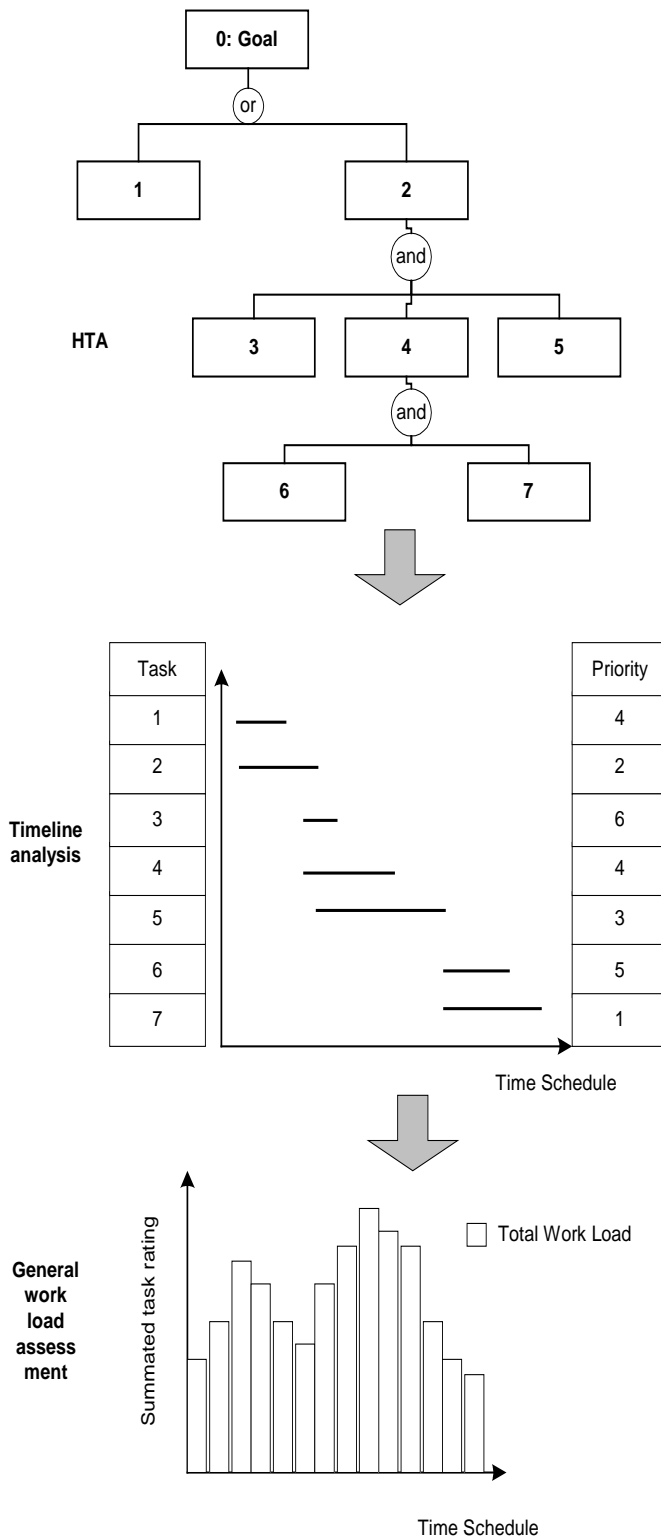 0: Goal
or
1
2
and
HTA
3
4
5
and
6
7
Task
Priority
1
4
2
2
3
6
Timeline
analysis
4
4
5
3
6
5
7
1
Time Schedule
Summated task rating
Total Work Load
General
work
load
assess
ment
Time Schedule